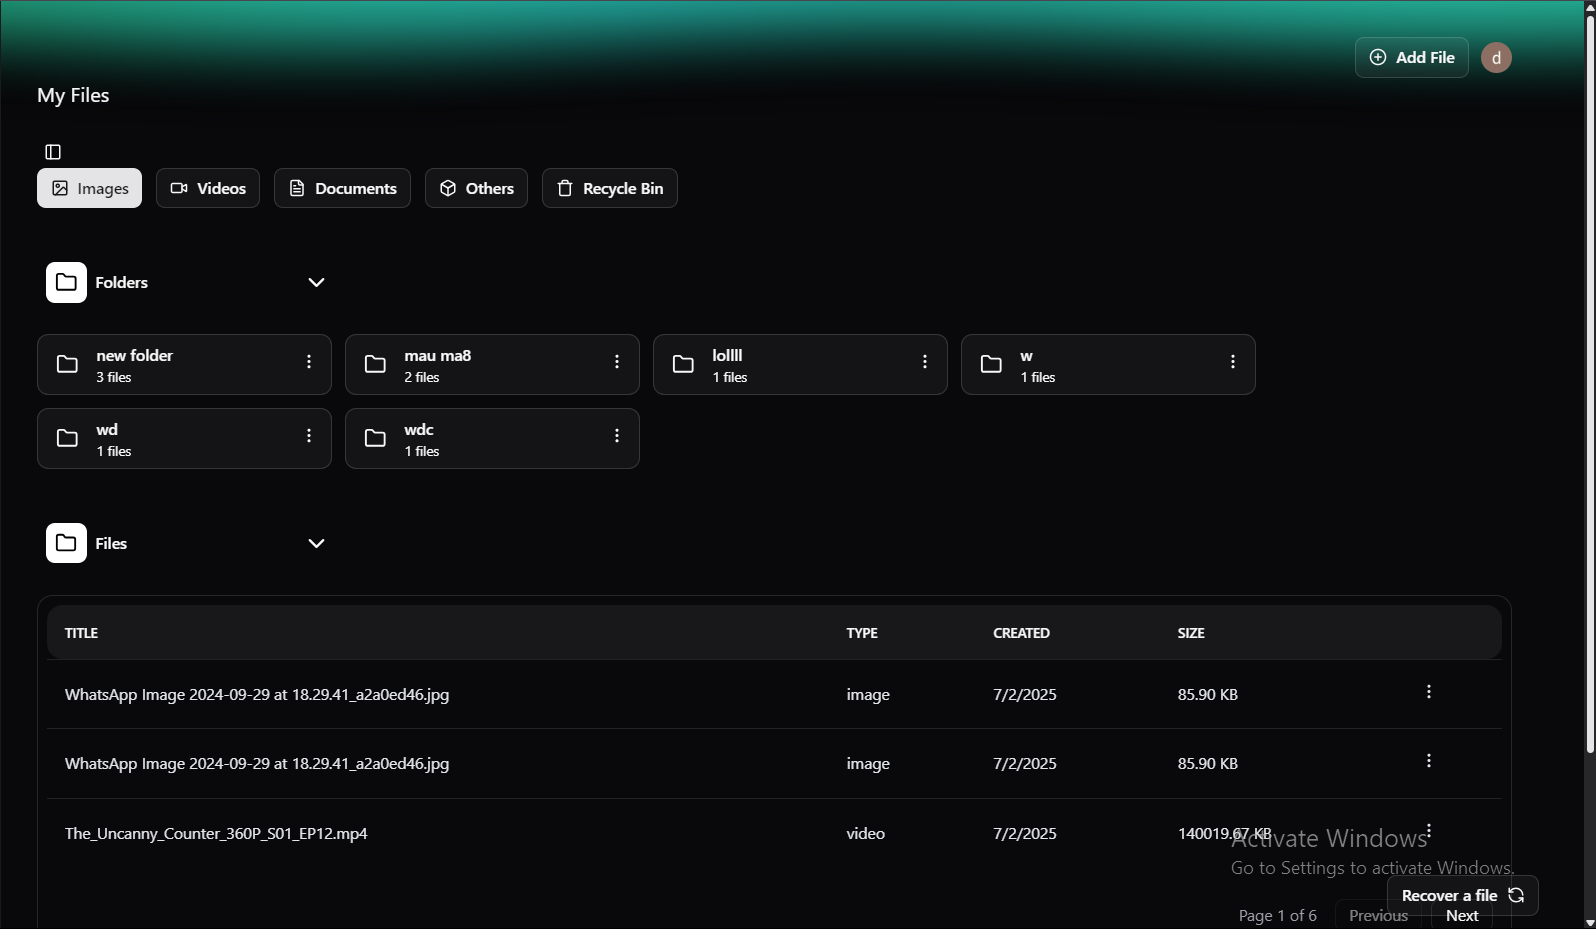 Add File
d
My Files
Images Videos Documents Others Recycle Bin
Folders
new folder
3 files
mau ma8
2 files
lollll
1 files
w
1 files
wd
1 files
wdc
1 files
Files
TITLE TYPE CREATED SIZE
WhatsApp Image 2024-09-29 at 18.29.41_a2a0ed46.jpg image 7/2/2025 85.90 KB
WhatsApp Image 2024-09-29 at 18.29.41_a2a0ed46.jpg image 7/2/2025 85.90 KB
The_Uncanny_Counter_360P_S01_EP12.mp4 video 7/2/2025 140019.67 KB
Activate Windows
Go to Settings to activate Windows.
Recover a file
Page 1 of 6 Previous Next